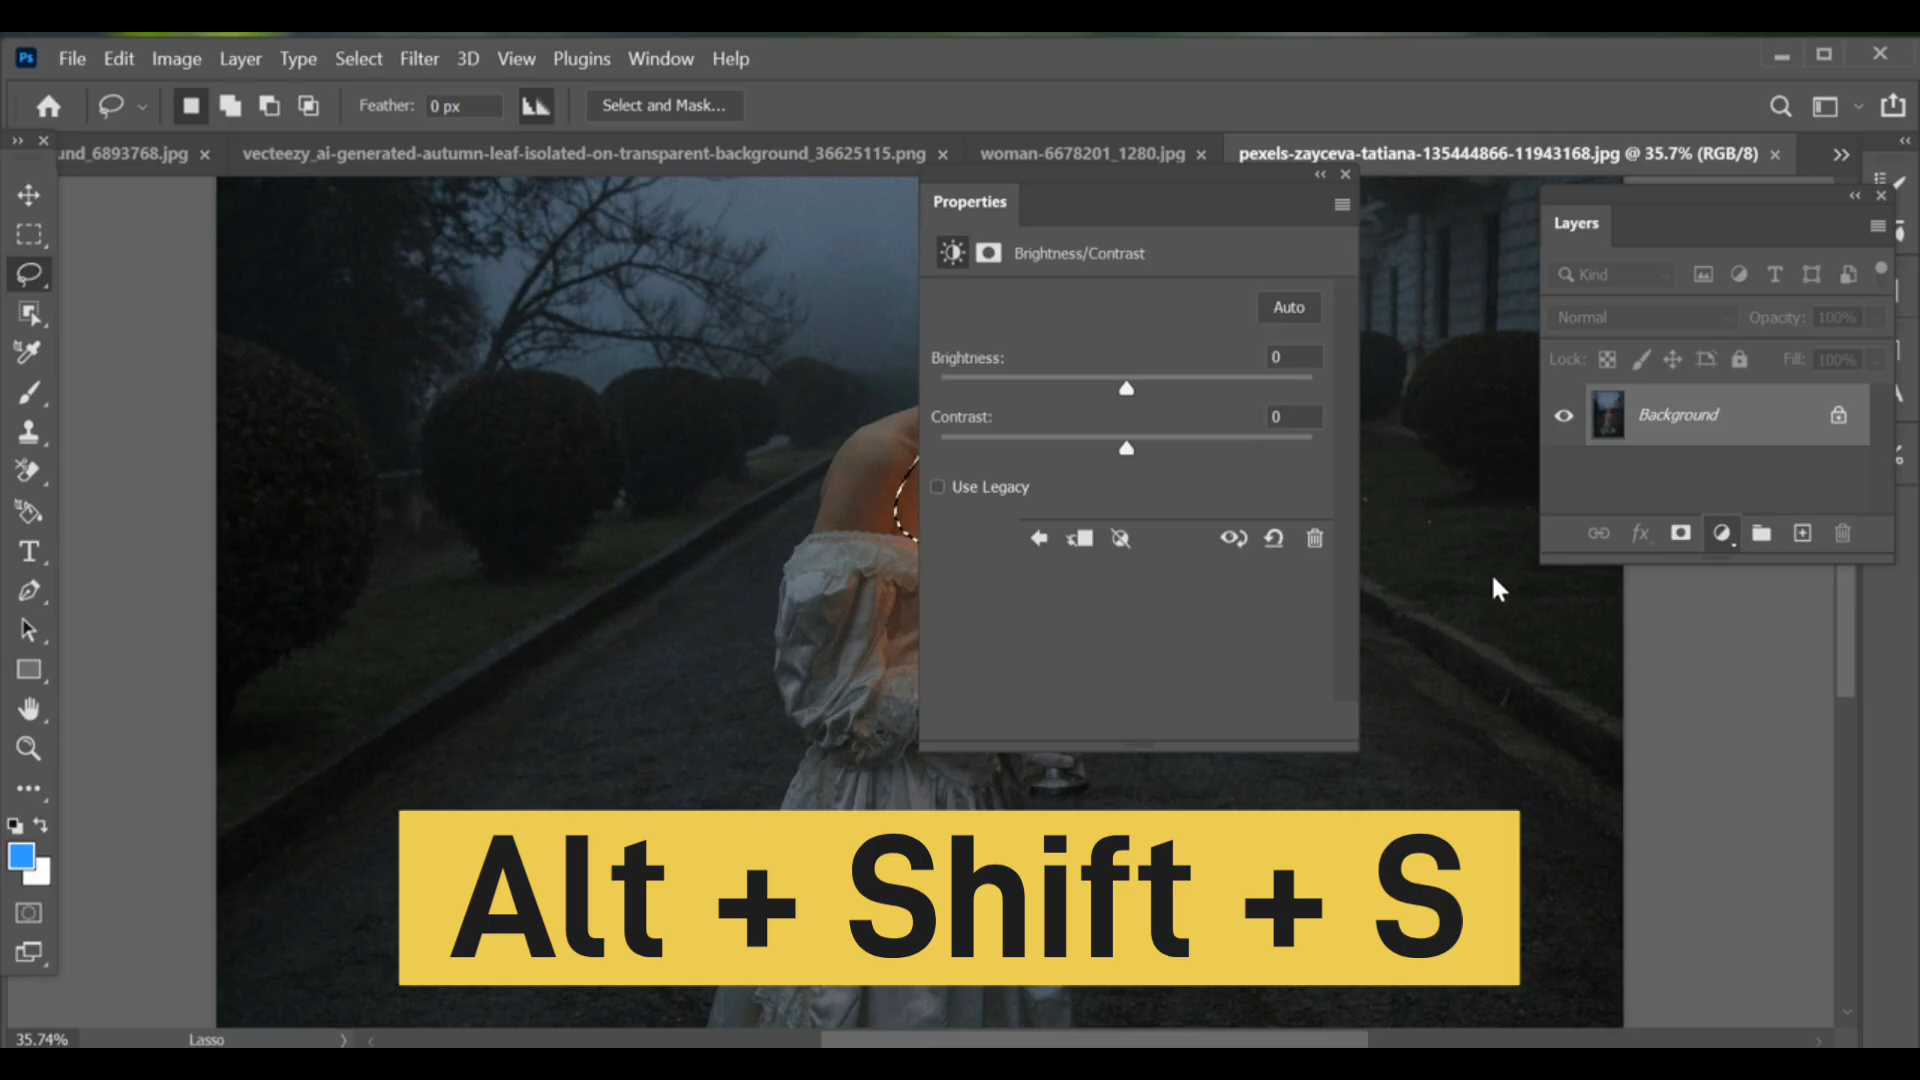 Ps File Edit Image Layer Type Select Filter 3D View Plugins Window Help
Feather: 0 px Select and Mask...
und_6893768.jpg vecteezy_ai-generated-autumn-leaf-isolated-on-transparent-background_36625115.png woman-6678201_1280.jpg pexels-zayceva-tatiana-135444866-11943168.jpg @ 35.7% (RGB/8)
Properties
Brightness/Contrast
Auto
Brightness: 0
Contrast: 0
Use Legacy
Layers
Kind
Normal Opacity: 100%
Lock: Fill: 100%
Background
fx
Alt + Shift + S
35.74% Lasso